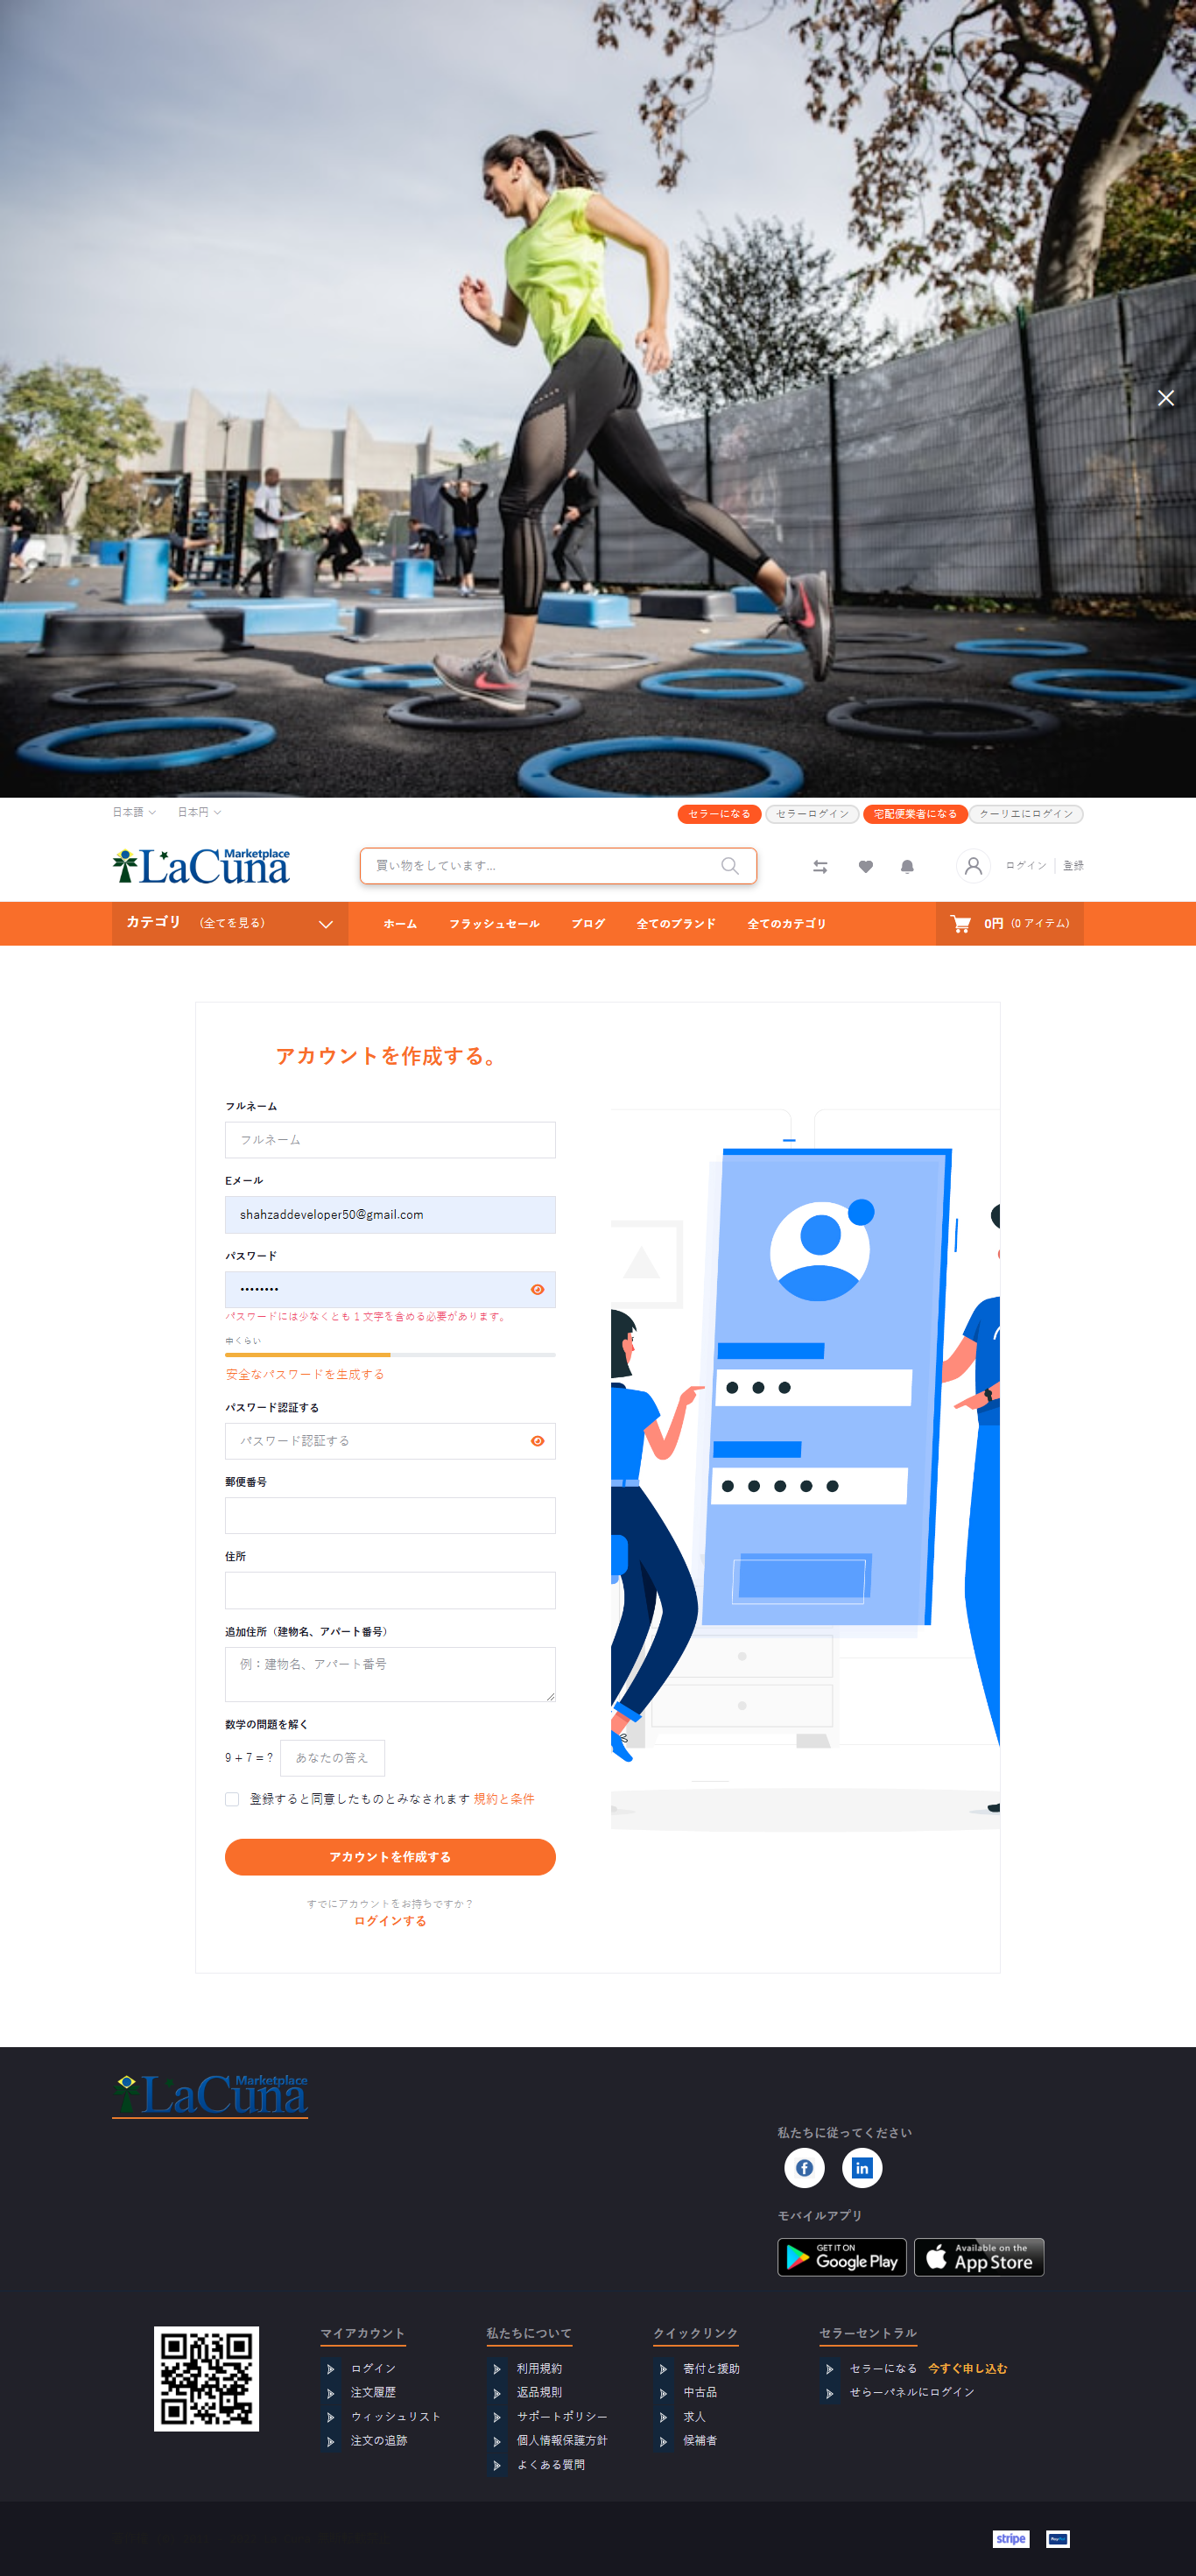 日本語
日本円
セラーになる
セラーログイン
宅配便業者になる
クーリエにログイン
LaCuna Marketplace
買い物をしています...
ログイン
登録
カテゴリ (全てを見る)
ホーム
フラッシュセール
ブログ
全てのブランド
全てのカテゴリ
0円 (0 アイテム)
アカウントを作成する。
フルネーム
フルネーム
Eメール
shahzaddeveloper50@gmail.com
パスワード
••••••••
パスワードには少なくとも 1 文字を含める必要があります。
中くらい
安全なパスワードを生成する
パスワード認証する
パスワード認証する
郵便番号
住所
追加住所（建物名、アパート番号）
例：建物名、アパート番号
数学の問題を解く
9 + 7 = ? あなたの答え
登録すると同意したものとみなされます 規約と条件
アカウントを作成する
すでにアカウントをお持ちですか？
ログインする
LaCuna Marketplace
私たちに従ってください
モバイルアプリ
GET IT ON Google Play
Available on the App Store
マイアカウント
ログイン
注文履歴
ウィッシュリスト
注文の追跡
私たちについて
利用規約
返品規則
サポートポリシー
個人情報保護方針
よくある質問
クイックリンク
寄付と援助
中古品
求人
候補者
セラーセントラル
セラーになる 今すぐ申し込む
せらーパネルにログイン
stripe